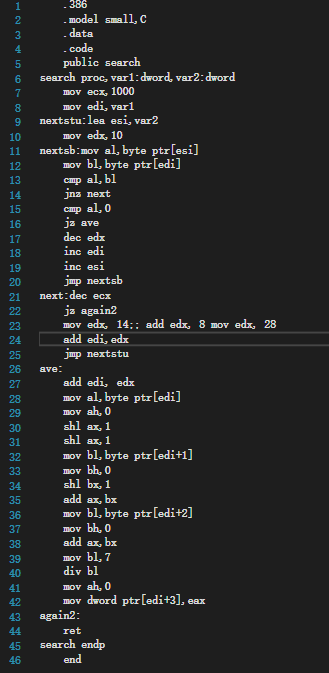 1 .386
2 .model small,C
3 .data
4 .code
5 public search
6 search proc,var1:dword,var2:dword
7 mov ecx,1000
8 mov edi,var1
9 nextstu:lea esi,var2
10 mov edx,10
11 nextsb:mov al,byte ptr[esi]
12 mov bl,byte ptr[edi]
13 cmp al,bl
14 jnz next
15 cmp al,0
16 jz ave
17 dec edx
18 inc edi
19 inc esi
20 jmp nextsb
21 next:dec ecx
22 jz again2
23 mov edx, 14;; add edx, 8 mov edx, 28
24 add edi,edx
25 jmp nextstu
26 ave:
27 add edi, edx
28 mov al,byte ptr[edi]
29 mov ah,0
30 shl ax,1
31 shl ax,1
32 mov bl,byte ptr[edi+1]
33 mov bh,0
34 shl bx,1
35 add ax,bx
36 mov bl,byte ptr[edi+2]
37 mov bh,0
38 add ax,bx
39 mov bl,7
40 div bl
41 mov ah,0
42 mov dword ptr[edi+3],eax
43 again2:
44 ret
45 search endp
46 end